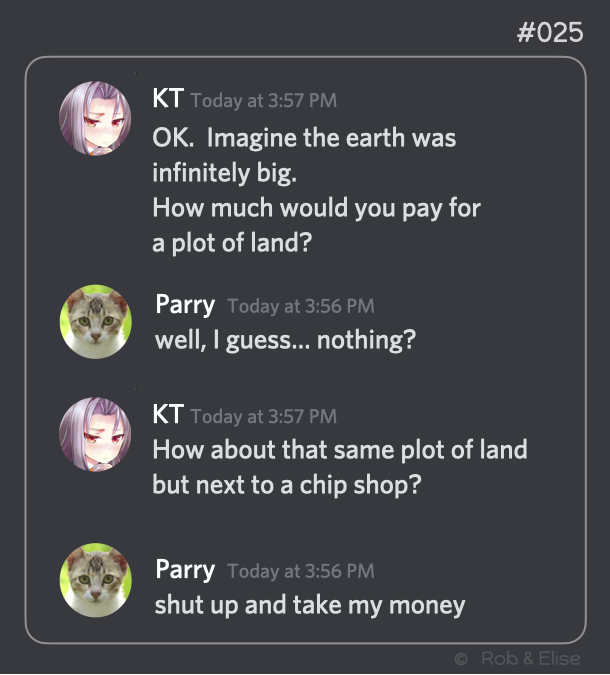 #025
KT Today at 3:57 PM
OK. Imagine the earth was
infinitely big.
How much would you pay for
a plot of land?
Parry Today at 3:56 PM
well, I guess... nothing?
KT Today at 3:57 PM
How about that same plot of land
but next to a chip shop?
Parry Today at 3:56 PM
shut up and take my money
© Rob & Elise